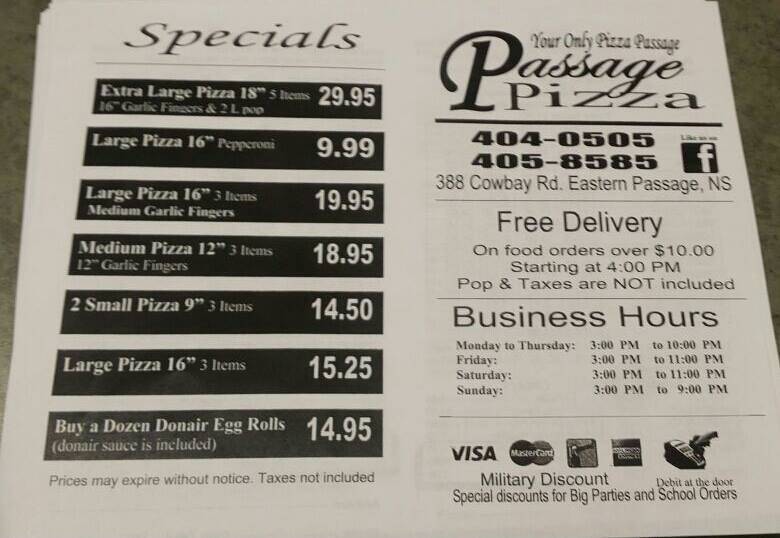 Specials
Extra Large Pizza 18" 5 Items 29.95
16" Garlic Fingers & 2 L pop
Large Pizza 16" Pepperoni 9.99
Large Pizza 16" 3 Items 19.95
Medium Garlic Fingers
Medium Pizza 12" 3 Items 18.95
12" Garlic Fingers
2 Small Pizza 9" 3 Items 14.50
Large Pizza 16" 3 Items 15.25
Buy a Dozen Donair Egg Rolls 14.95
(donair sauce is included)
Prices may expire without notice. Taxes not included
Your Only Pizza Passage
Passage
Pizza
404-0505
405-8585
Like us on
f
388 Cowbay Rd. Eastern Passage, NS
Free Delivery
On food orders over $10.00
Starting at 4:00 PM
Pop & Taxes are NOT included
Business Hours
Monday to Thursday: 3:00 PM to 10:00 PM
Friday: 3:00 PM to 11:00 PM
Saturday: 3:00 PM to 11:00 PM
Sunday: 3:00 PM to 9:00 PM
VISA MasterCard
Military Discount Debit at the door
Special discounts for Big Parties and School Orders